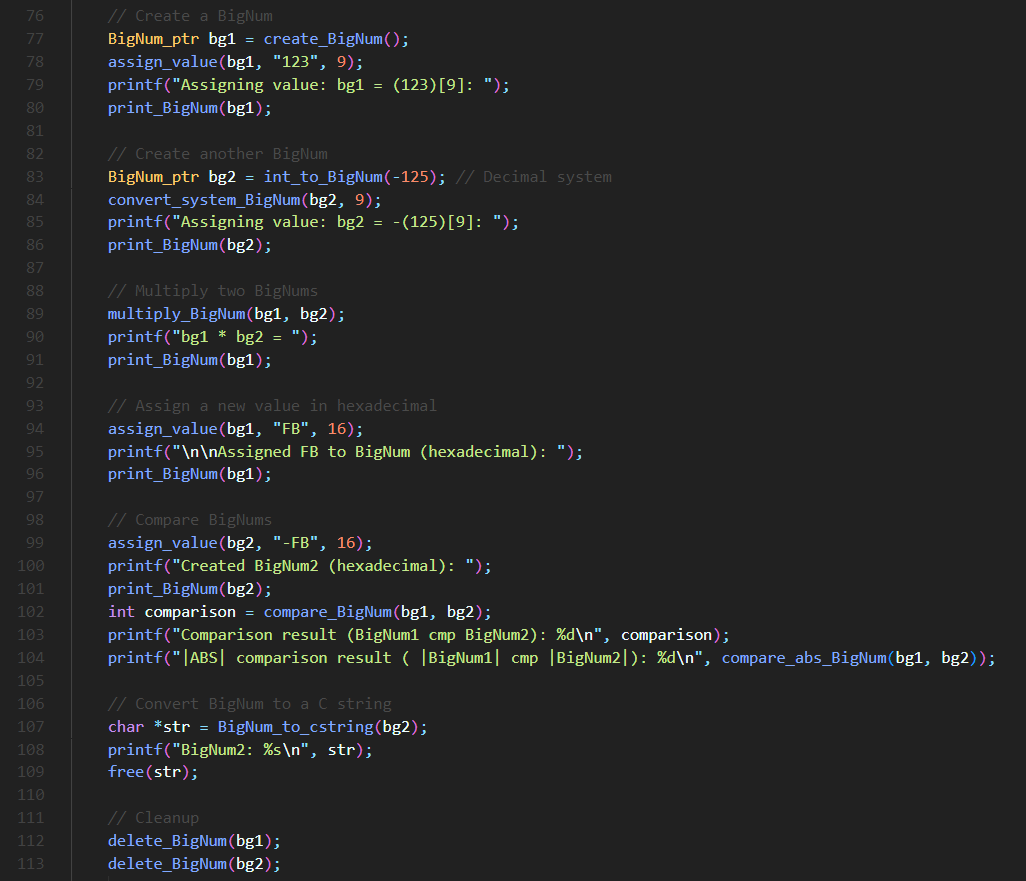 76 // Create a BigNum
77 BigNum_ptr bg1 = create_BigNum();
78 assign_value(bg1, "123", 9);
79 printf("Assigning value: bg1 = (123)[9]: ");
80 print_BigNum(bg1);
81
82 // Create another BigNum
83 BigNum_ptr bg2 = int_to_BigNum(-125); // Decimal system
84 convert_system_BigNum(bg2, 9);
85 printf("Assigning value: bg2 = -(125)[9]: ");
86 print_BigNum(bg2);
87
88 // Multiply two BigNums
89 multiply_BigNum(bg1, bg2);
90 printf("bg1 * bg2 = ");
91 print_BigNum(bg1);
92
93 // Assign a new value in hexadecimal
94 assign_value(bg1, "FB", 16);
95 printf("\n\nAssigned FB to BigNum (hexadecimal): ");
96 print_BigNum(bg1);
97
98 // Compare BigNums
99 assign_value(bg2, "-FB", 16);
100 printf("Created BigNum2 (hexadecimal): ");
101 print_BigNum(bg2);
102 int comparison = compare_BigNum(bg1, bg2);
103 printf("Comparison result (BigNum1 cmp BigNum2): %d\n", comparison);
104 printf("|ABS| comparison result ( |BigNum1| cmp |BigNum2|): %d\n", compare_abs_BigNum(bg1, bg2));
105
106 // Convert BigNum to a C string
107 char *str = BigNum_to_cstring(bg2);
108 printf("BigNum2: %s\n", str);
109 free(str);
110
111 // Cleanup
112 delete_BigNum(bg1);
113 delete_BigNum(bg2);